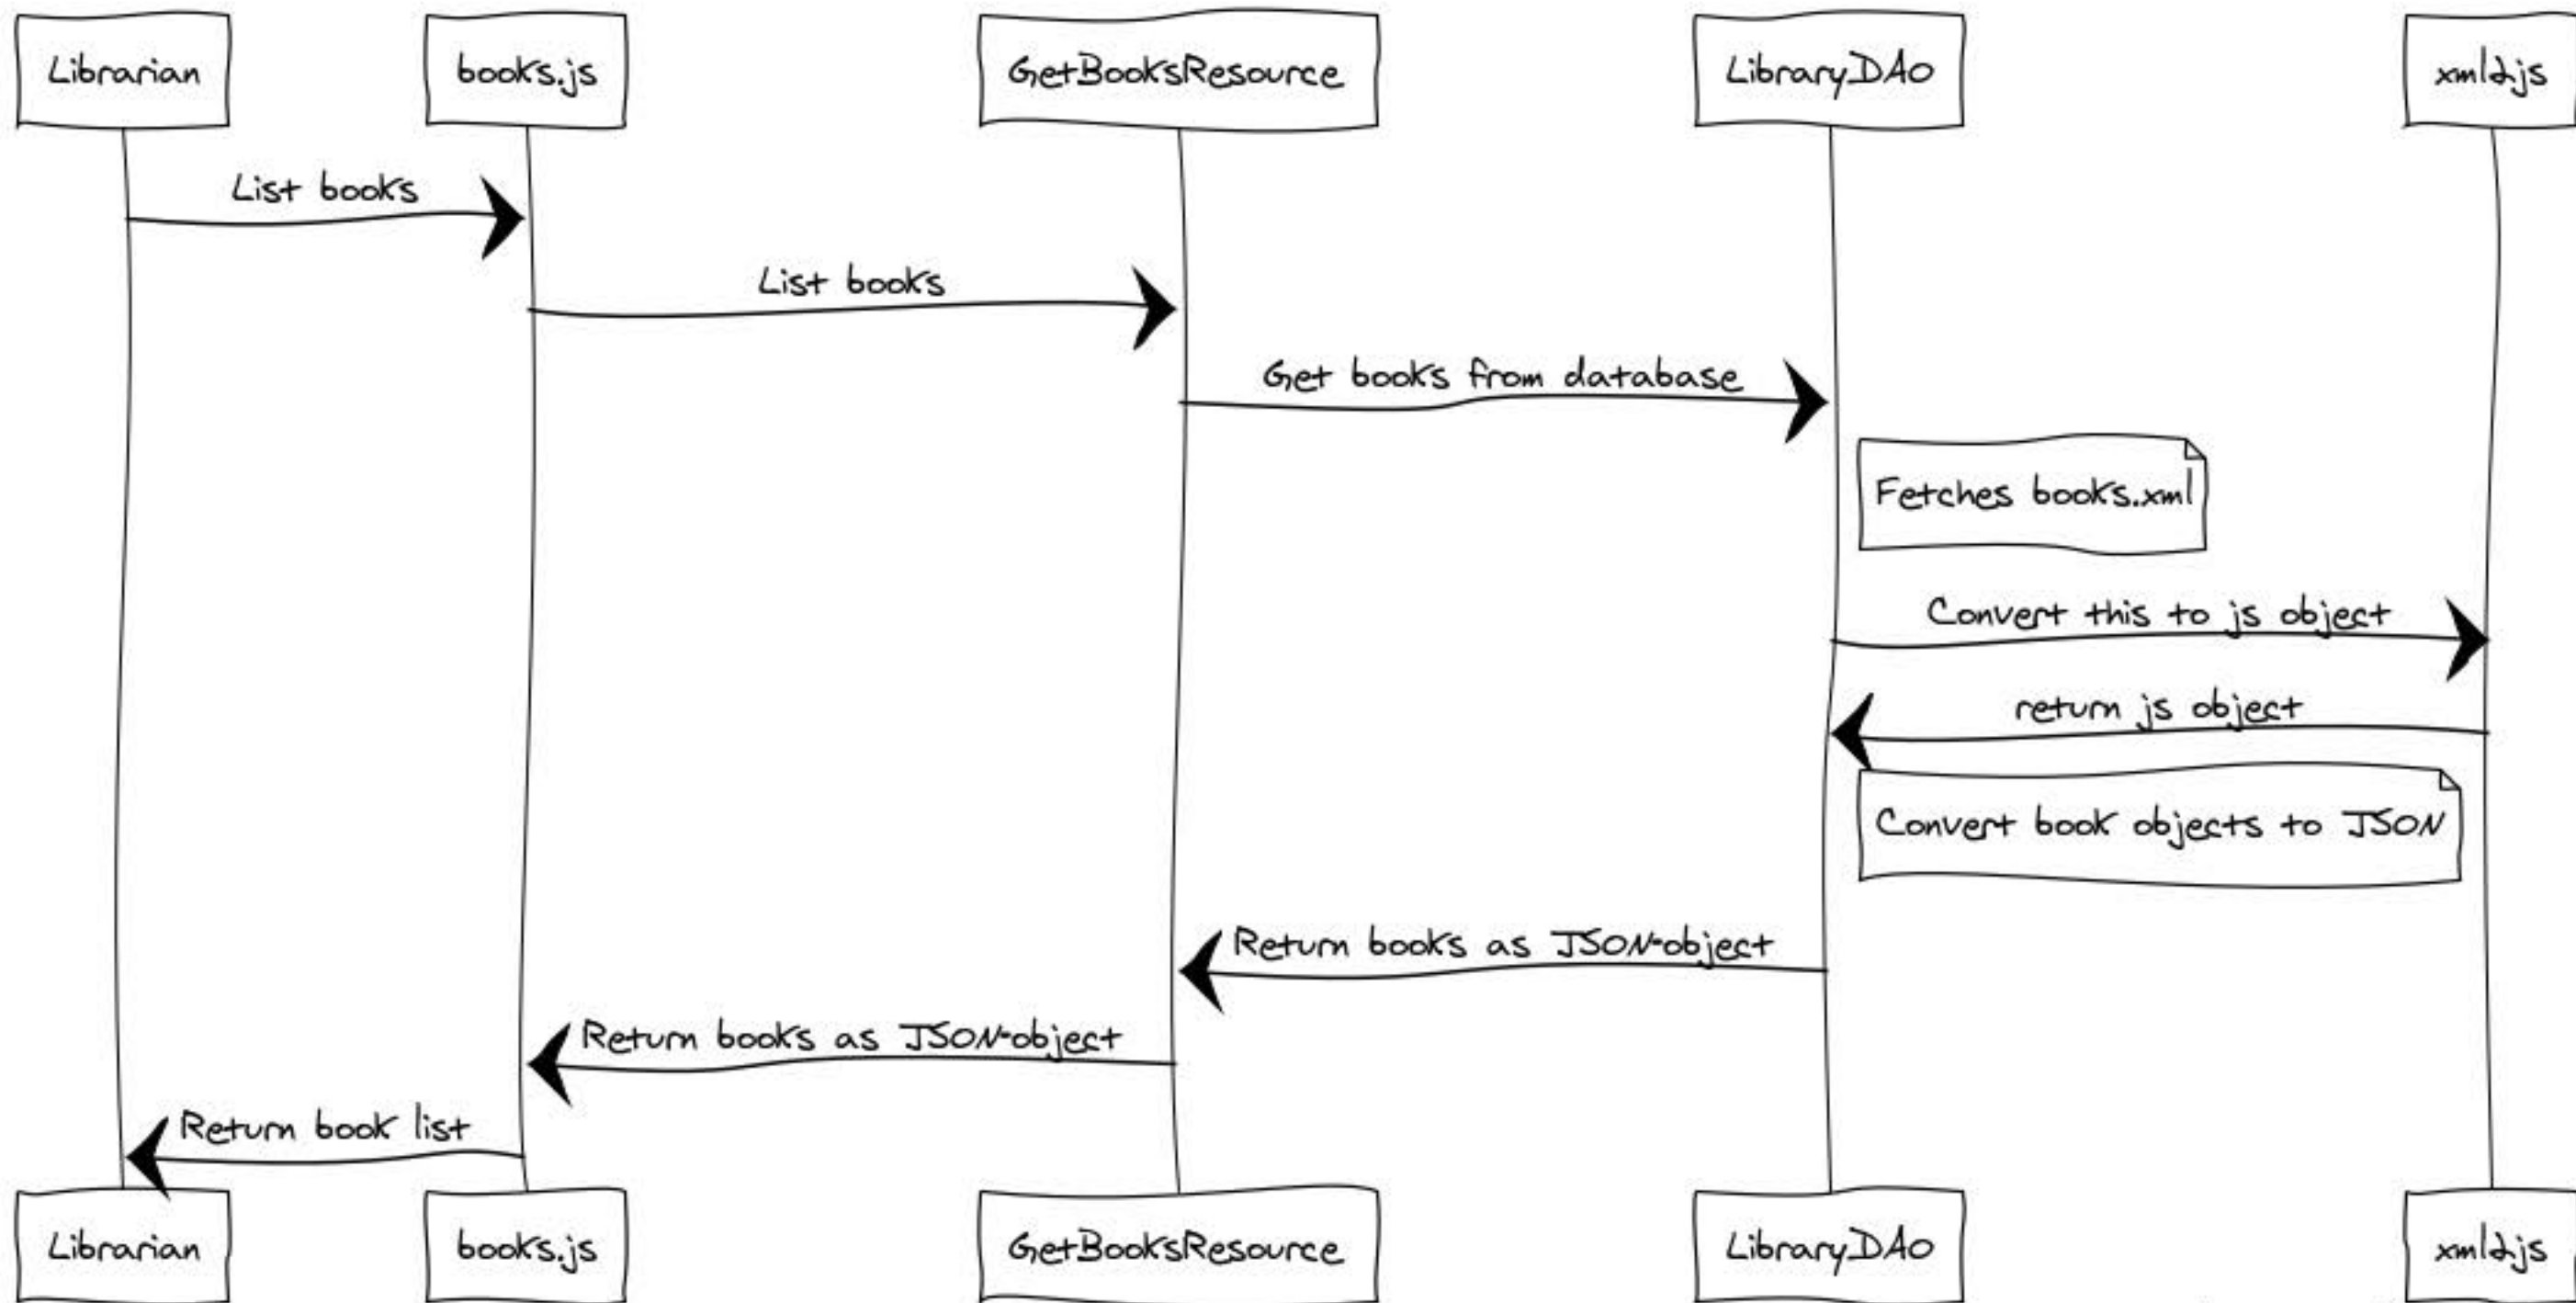 Librarian
books.js
GetBooksResource
LibraryDAO
xml2js
List books
List books
Get books from database
Fetches books.xml
Convert this to js object
return js object
Convert book objects to JSON
Return books as JSON-object
Return books as JSON-object
Return book list
Librarian
books.js
GetBooksResource
LibraryDAO
xml2js